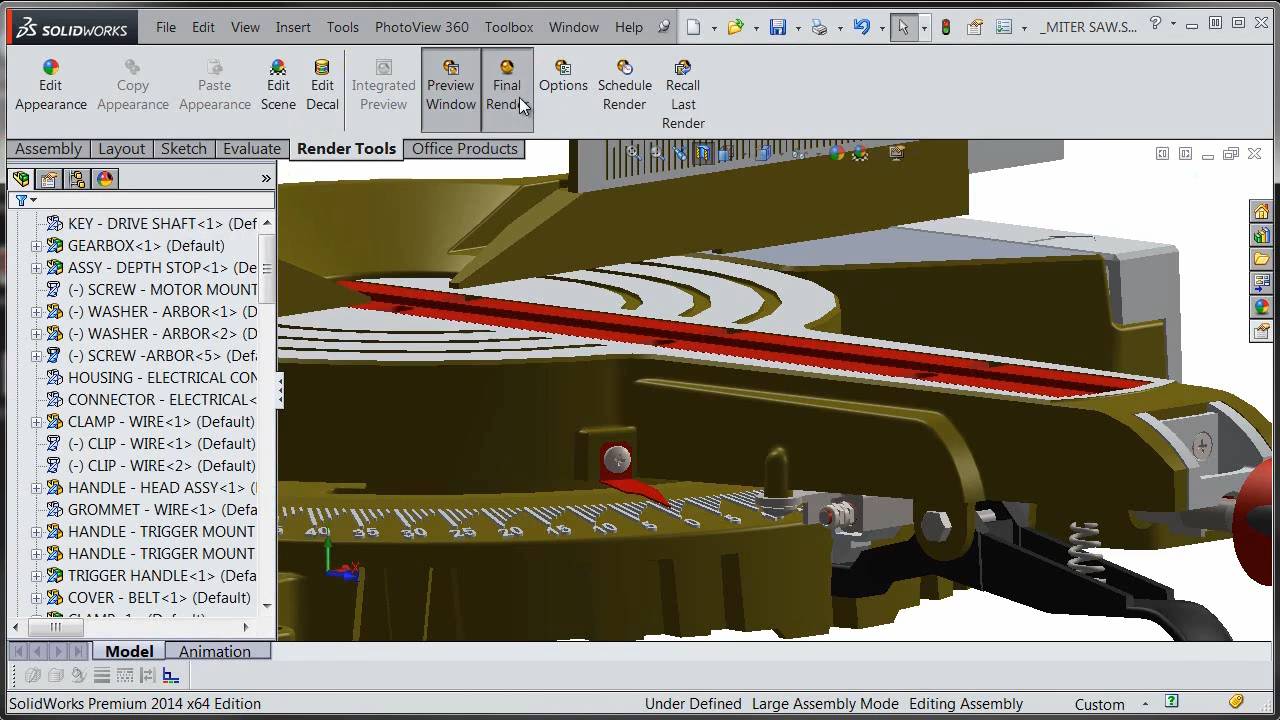 SOLIDWORKS File Edit View Insert Tools PhotoView 360 Toolbox Window Help _MITER SAW.S...
Edit Appearance
Copy Appearance
Paste Appearance
Edit Scene
Edit Decal
Integrated Preview
Preview Window
Final Render
Options
Schedule Render
Recall Last Render
Assembly Layout Sketch Evaluate Render Tools Office Products
KEY - DRIVE SHAFT<1> (Def
GEARBOX<1> (Default)
ASSY - DEPTH STOP<1> (De
(-) SCREW - MOTOR MOUNT
(-) WASHER - ARBOR<1> (D
(-) WASHER - ARBOR<2> (D
(-) SCREW -ARBOR<5> (Defa
HOUSING - ELECTRICAL CON
CONNECTOR - ELECTRICAL<
CLAMP - WIRE<1> (Default)
(-) CLIP - WIRE<1> (Default)
(-) CLIP - WIRE<2> (Default)
HANDLE - HEAD ASSY<1> (
GROMMET - WIRE<1> (Defa
HANDLE - TRIGGER MOUNT
HANDLE - TRIGGER MOUNT
TRIGGER HANDLE<1> (Defa
COVER - BELT<1> (Default)
40 35 30 25 20 15 10 5 0 5
X
Model Animation
SolidWorks Premium 2014 x64 Edition Under Defined Large Assembly Mode Editing Assembly Custom